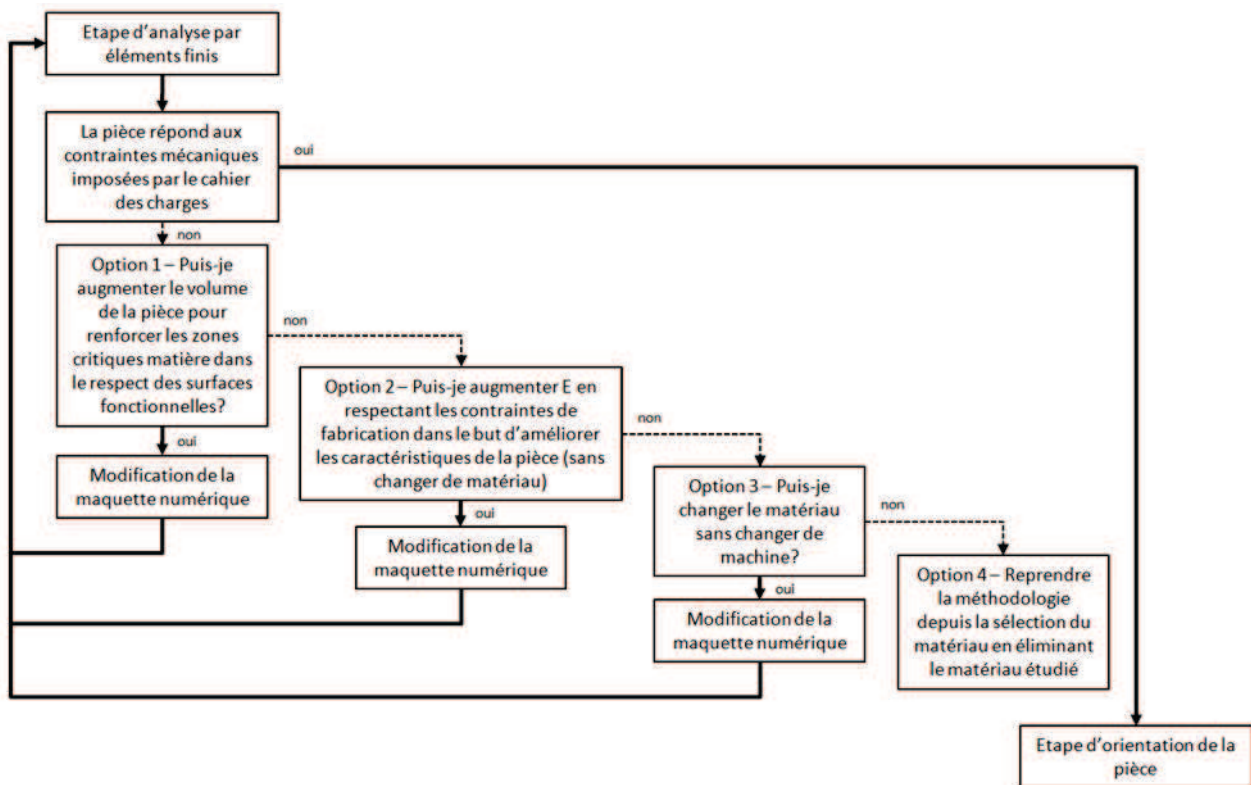 Etape d'analyse par
éléments finis
La pièce répond aux
contraintes mécaniques
imposées par le cahier
des charges
oui
non
Option 1 – Puis-je
augmenter le volume
de la pièce pour
renforcer les zones
critiques matière dans
le respect des surfaces
fonctionnelles?
non
oui
Modification de la
maquette numérique
Option 2 – Puis-je augmenter E en
respectant les contraintes de
fabrication dans le but d'améliorer
les caractéristiques de la pièce (sans
changer de matériau)
non
oui
Modification de la
maquette numérique
Option 3 – Puis-je
changer le matériau
sans changer de
machine?
non
oui
Modification de la
maquette numérique
Option 4 – Reprendre
la méthodologie
depuis la sélection du
matériau en éliminant
le matériau étudié
Etape d'orientation de la
pièce